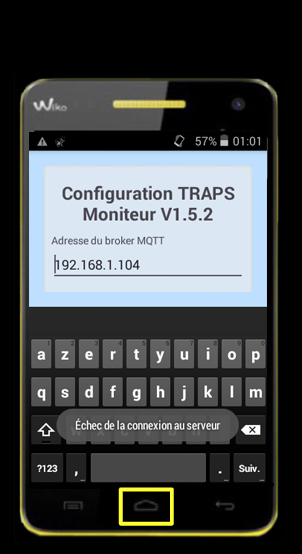 Wiko
57% 01:01
Configuration TRAPS
Moniteur V1.5.2
Adresse du broker MQTT
192.168.1.104
a z e r t y u i o p
q s d f g h j k l m
Échec de la connexion au serveur
?123 , . Suiv.